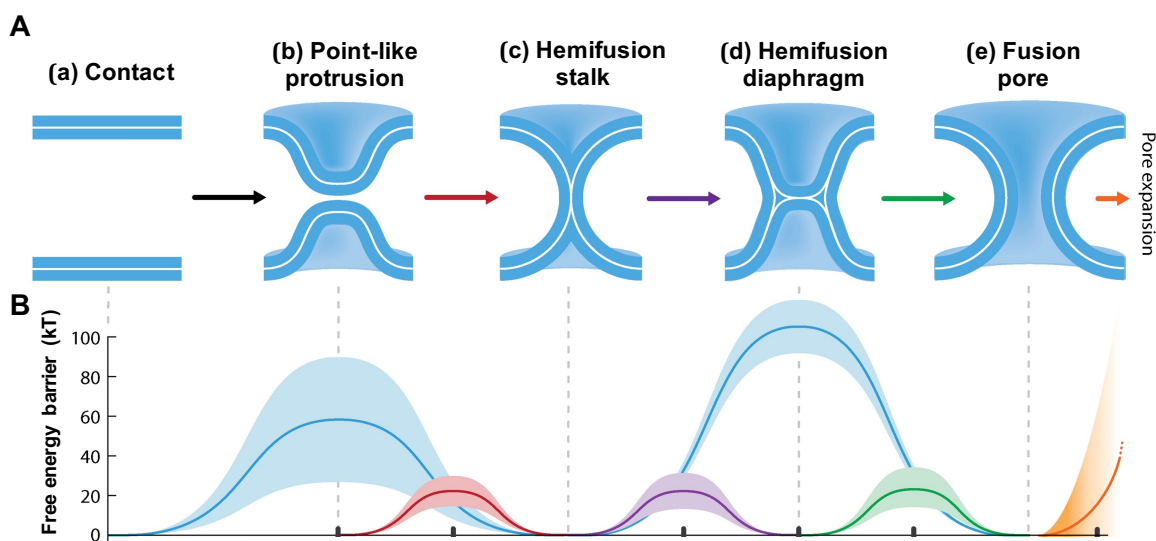 A
(a) Contact
(b) Point-like
protrusion
(c) Hemifusion
stalk
(d) Hemifusion
diaphragm
(e) Fusion
pore
Pore expansion
B
Free energy barrier (kT)
100
80
60
40
20
0